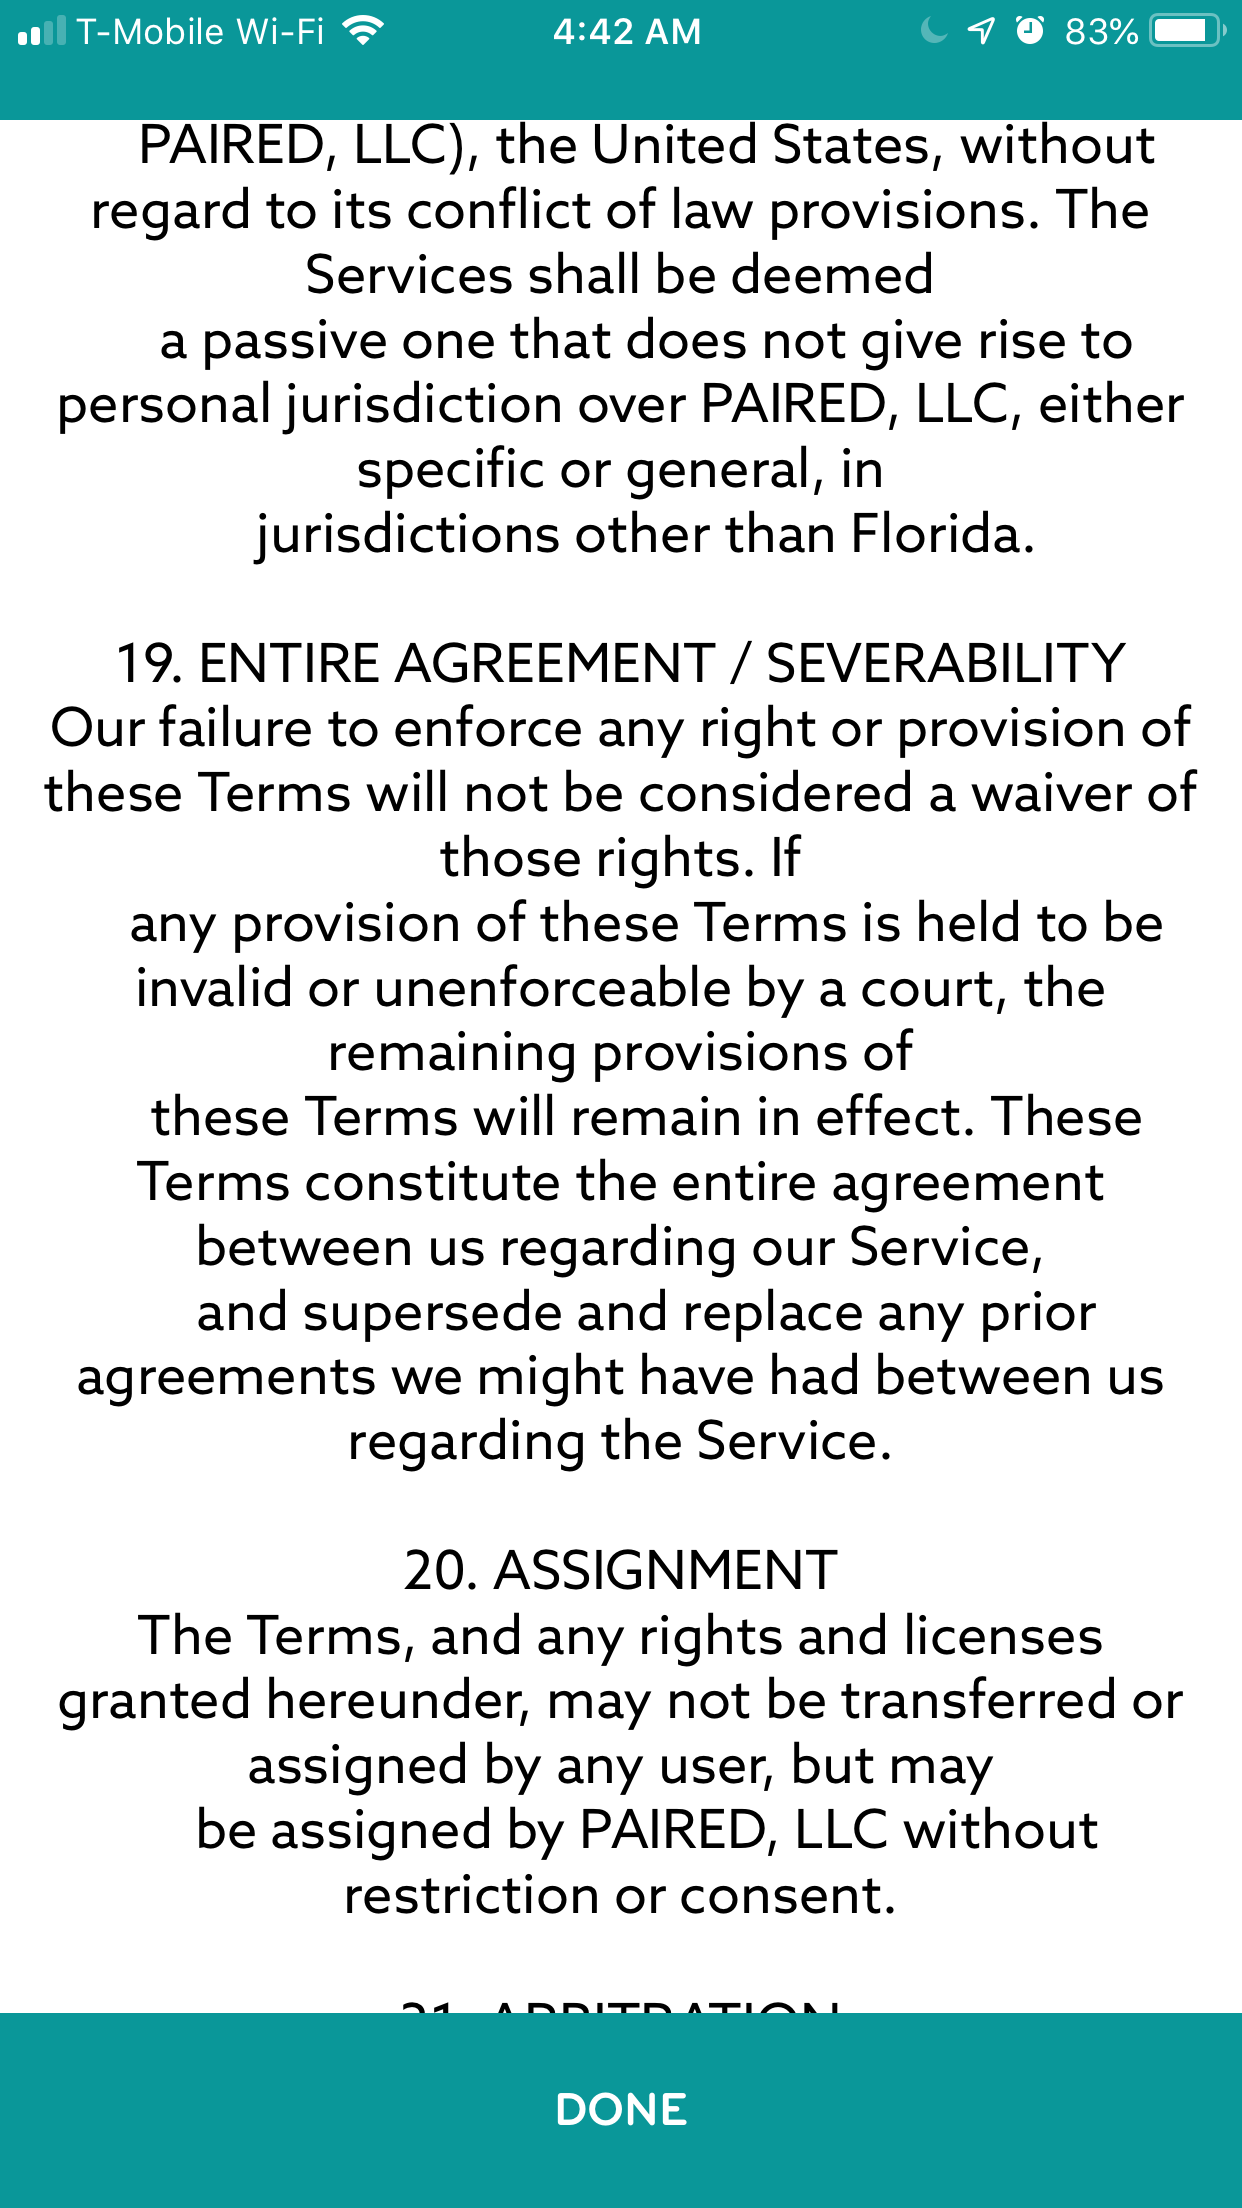 T-Mobile Wi-Fi 4:42 AM 83%
PAIRED, LLC), the United States, without
regard to its conflict of law provisions. The
Services shall be deemed
a passive one that does not give rise to
personal jurisdiction over PAIRED, LLC, either
specific or general, in
jurisdictions other than Florida.
19. ENTIRE AGREEMENT / SEVERABILITY
Our failure to enforce any right or provision of
these Terms will not be considered a waiver of
those rights. If
any provision of these Terms is held to be
invalid or unenforceable by a court, the
remaining provisions of
these Terms will remain in effect. These
Terms constitute the entire agreement
between us regarding our Service,
and supersede and replace any prior
agreements we might have had between us
regarding the Service.
20. ASSIGNMENT
The Terms, and any rights and licenses
granted hereunder, may not be transferred or
assigned by any user, but may
be assigned by PAIRED, LLC without
restriction or consent.
21. ARBITRATION
DONE